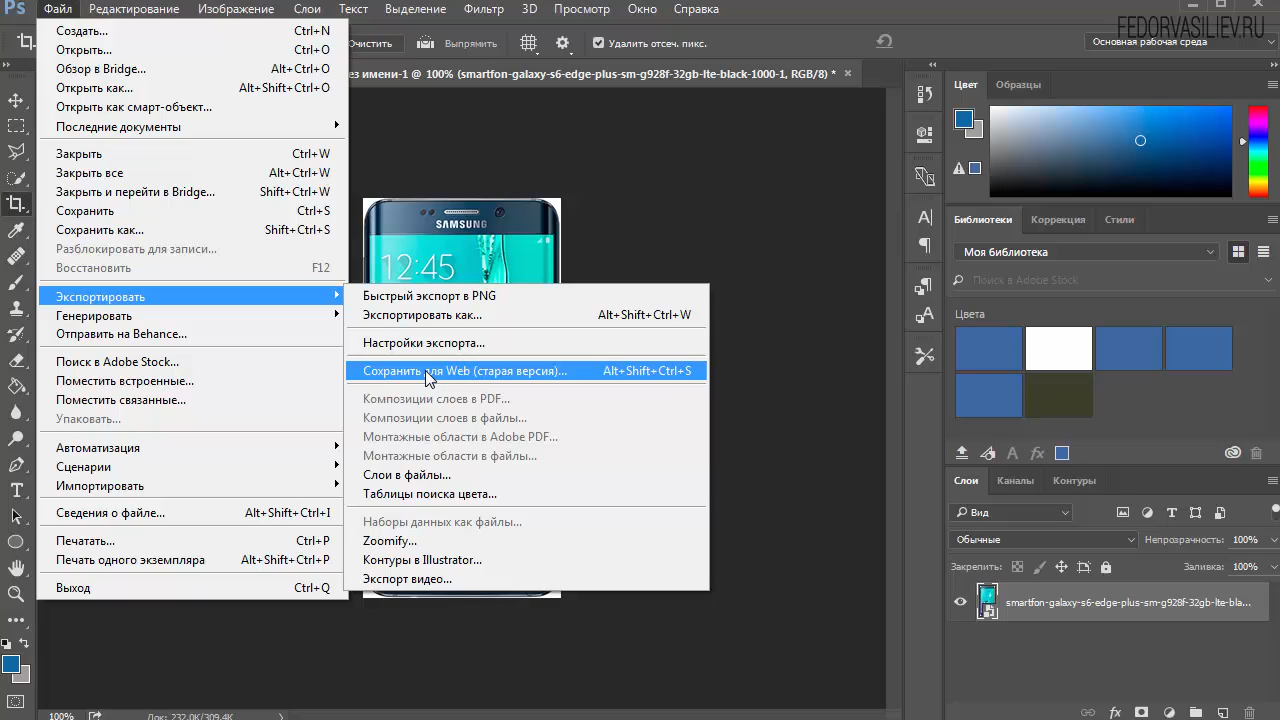 Ps Файл Редактирование Изображение Слои Текст Выделение Фильтр 3D Просмотр Окно Справка
FEDORVASILIEV.RU
Очистить Выпрямить Удалить отсеч. пикс. Основная рабочая среда
ез имени-1 @ 100% (smartfon-galaxy-s6-edge-plus-sm-g928f-32gb-lte-black-1000-1, RGB/8) *
Создать... Ctrl+N
Открыть... Ctrl+O
Обзор в Bridge... Alt+Ctrl+O
Открыть как... Alt+Shift+Ctrl+O
Открыть как смарт-объект...
Последние документы
Закрыть Ctrl+W
Закрыть все Alt+Ctrl+W
Закрыть и перейти в Bridge... Shift+Ctrl+W
Сохранить Ctrl+S
Сохранить как... Shift+Ctrl+S
Разблокировать для записи...
Восстановить F12
Экспортировать
Генерировать
Отправить на Behance...
Поиск в Adobe Stock...
Поместить встроенные...
Поместить связанные...
Упаковать...
Автоматизация
Сценарии
Импортировать
Сведения о файле... Alt+Shift+Ctrl+I
Печатать... Ctrl+P
Печать одного экземпляра Alt+Shift+Ctrl+P
Выход Ctrl+Q
SAMSUNG
12:45
Быстрый экспорт в PNG
Экспортировать как... Alt+Shift+Ctrl+W
Настройки экспорта...
Сохранить для Web (старая версия)... Alt+Shift+Ctrl+S
Композиции слоев в PDF...
Композиции слоев в файлы...
Монтажные области в Adobe PDF...
Монтажные области в файлы...
Слои в файлы...
Таблицы поиска цвета...
Наборы данных как файлы...
Zoomify...
Контуры в Illustrator...
Экспорт видео...
Цвет Образцы
Библиотеки Коррекция Стили
Моя библиотека
Поиск в Adobe Stock
Цвета
Слои Каналы Контуры
Вид
Обычные Непрозрачность: 100%
Закрепить: Заливка: 100%
smartfon-galaxy-s6-edge-plus-sm-g928f-32gb-lte-bla...
100% Док: 232,0K/309,4K